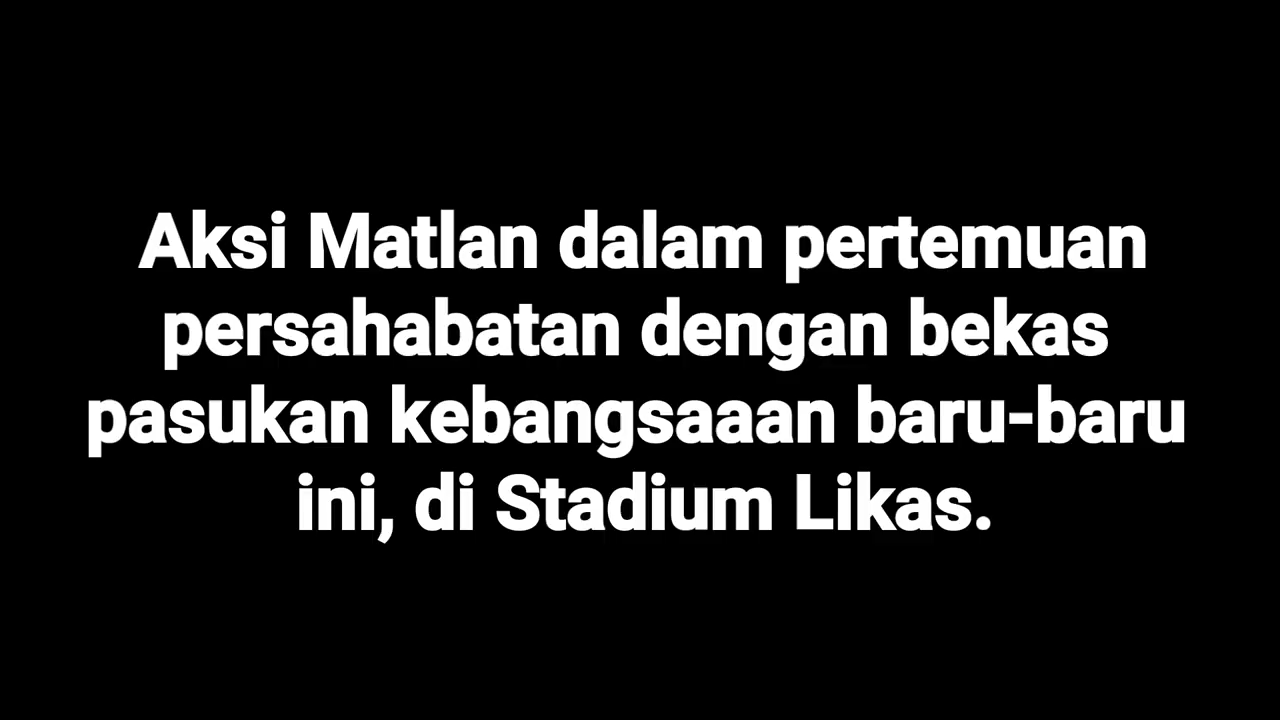 Aksi Matlan dalam pertemuan
persahabatan dengan bekas
pasukan kebangsaaan baru-baru
ini, di Stadium Likas.